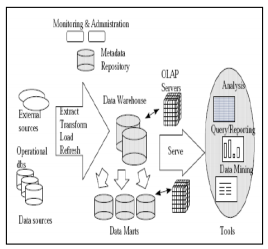 Monitoring & Administration
Metadata
Repository
OLAP
Servers
Analysis
Data Warehouse
External
sources
Extract
Transform
Load
Refresh
Query/Reporting
Operational
dbs
Serve
Data Mining
Data sources
Data Marts
Tools